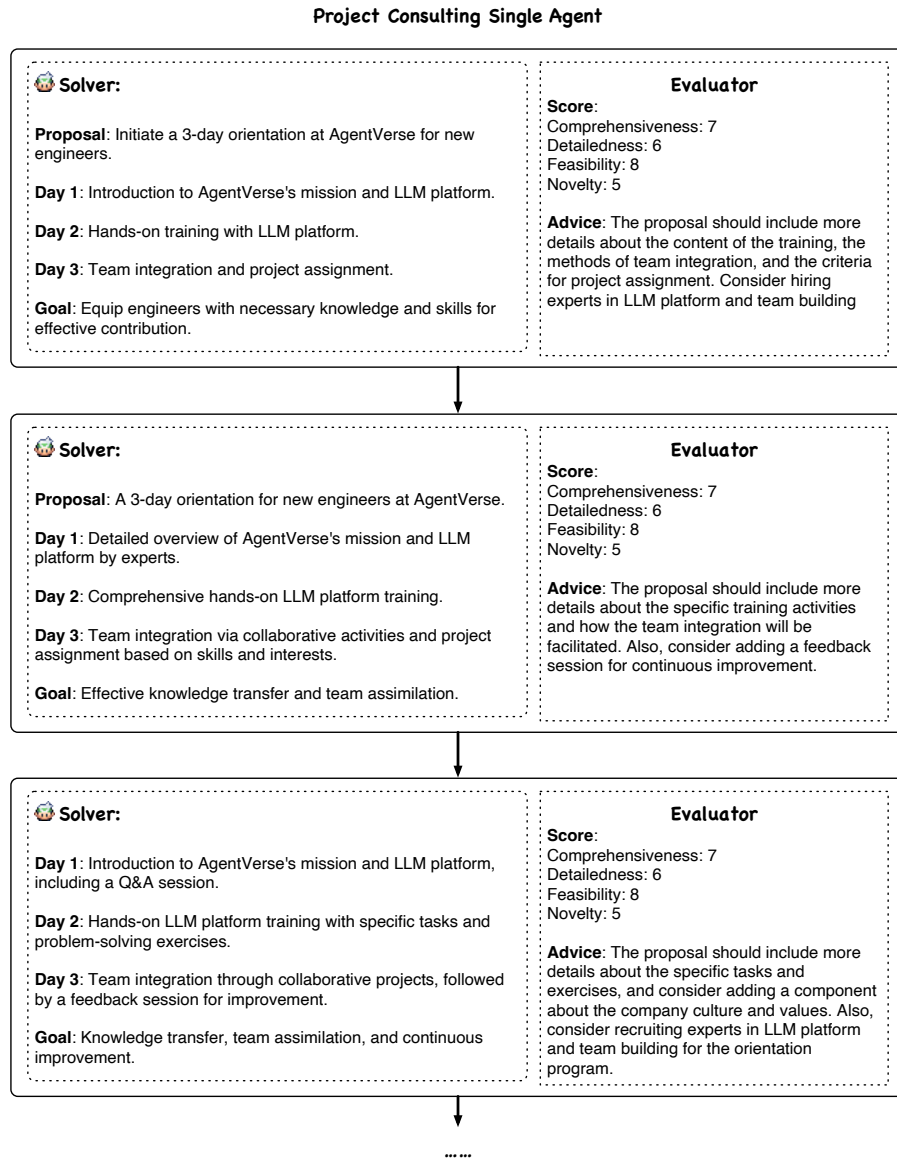 Project Consulting Single Agent
Solver:
Proposal: Initiate a 3-day orientation at AgentVerse for new
engineers.
Day 1: Introduction to AgentVerse's mission and LLM platform.
Day 2: Hands-on training with LLM platform.
Day 3: Team integration and project assignment.
Goal: Equip engineers with necessary knowledge and skills for
effective contribution.
Evaluator
Score:
Comprehensiveness: 7
Detailedness: 6
Feasibility: 8
Novelty: 5
Advice: The proposal should include more
details about the content of the training, the
methods of team integration, and the criteria
for project assignment. Consider hiring
experts in LLM platform and team building
Solver:
Proposal: A 3-day orientation for new engineers at AgentVerse.
Day 1: Detailed overview of AgentVerse's mission and LLM
platform by experts.
Day 2: Comprehensive hands-on LLM platform training.
Day 3: Team integration via collaborative activities and project
assignment based on skills and interests.
Goal: Effective knowledge transfer and team assimilation.
Evaluator
Score:
Comprehensiveness: 7
Detailedness: 6
Feasibility: 8
Novelty: 5
Advice: The proposal should include more
details about the specific training activities
and how the team integration will be
facilitated. Also, consider adding a feedback
session for continuous improvement.
Solver:
Day 1: Introduction to AgentVerse's mission and LLM platform,
including a Q&A session.
Day 2: Hands-on LLM platform training with specific tasks and
problem-solving exercises.
Day 3: Team integration through collaborative projects, followed
by a feedback session for improvement.
Goal: Knowledge transfer, team assimilation, and continuous
improvement.
Evaluator
Score:
Comprehensiveness: 7
Detailedness: 6
Feasibility: 8
Novelty: 5
Advice: The proposal should include more
details about the specific tasks and
exercises, and consider adding a component
about the company culture and values. Also,
consider recruiting experts in LLM platform
and team building for the orientation
program.
……